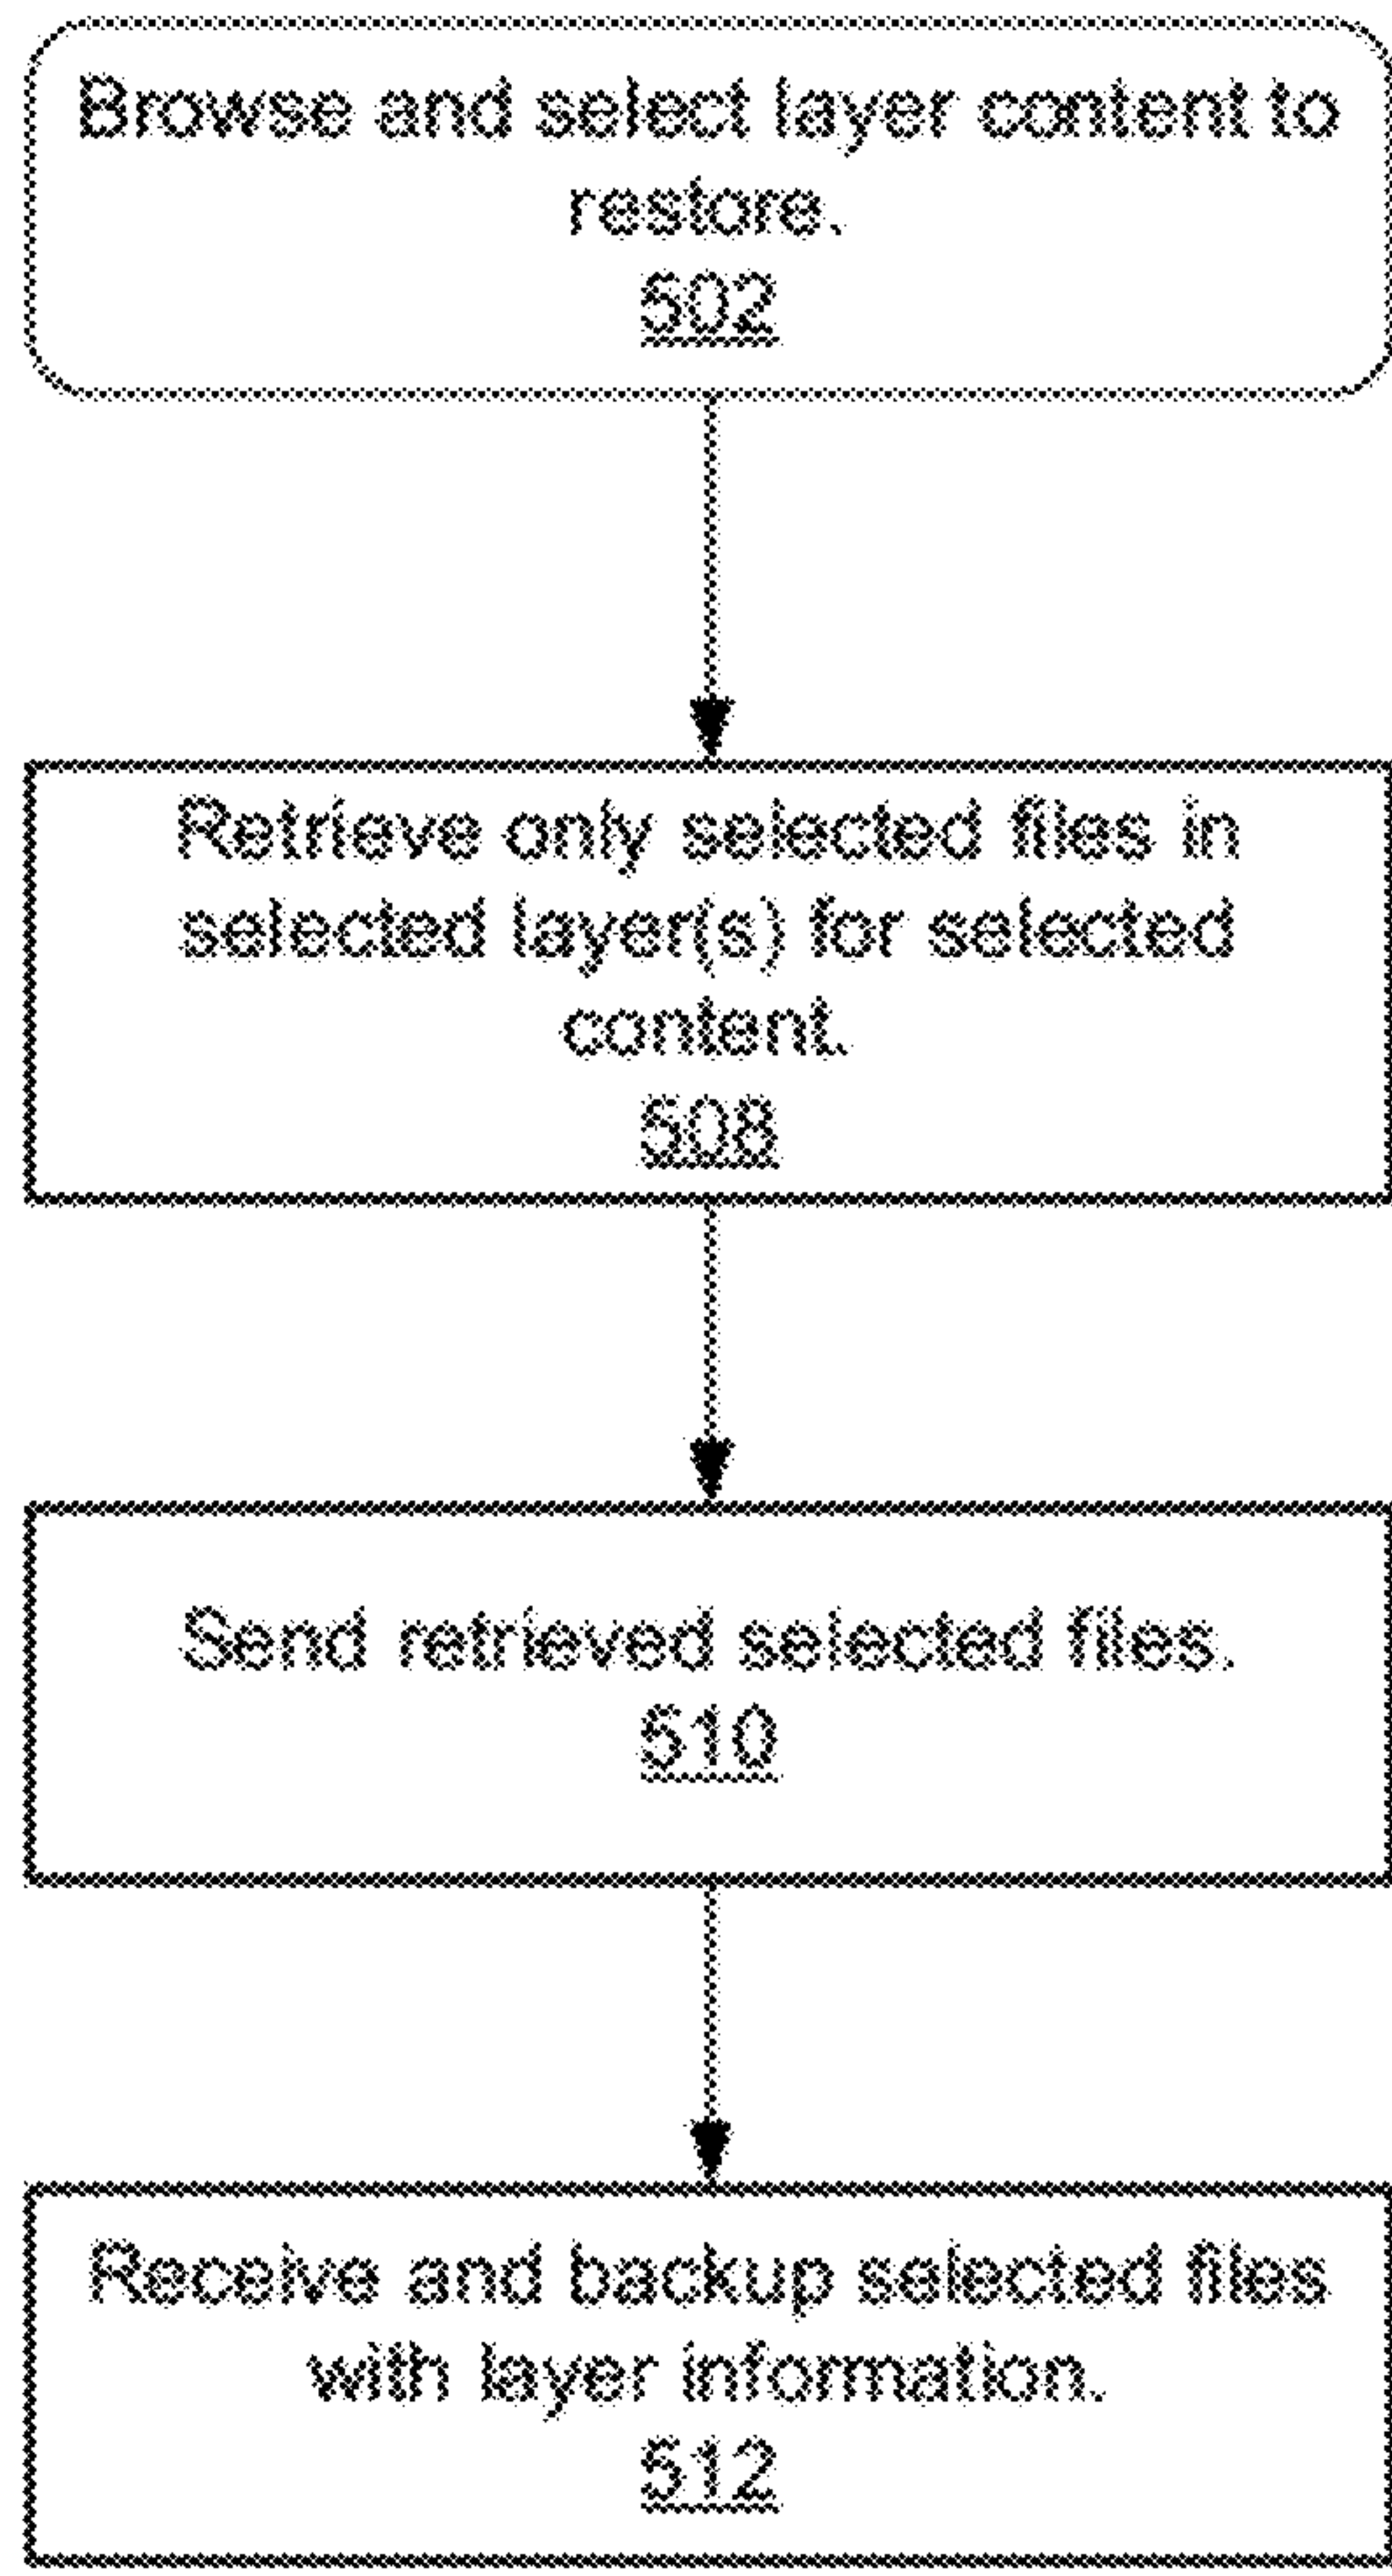 Browse and select layer content to
restore.
502
Retrieve only selected files in
selected layer(s) for selected
content.
508
Send retrieved selected files.
510
Receive and backup selected files
with layer information.
512